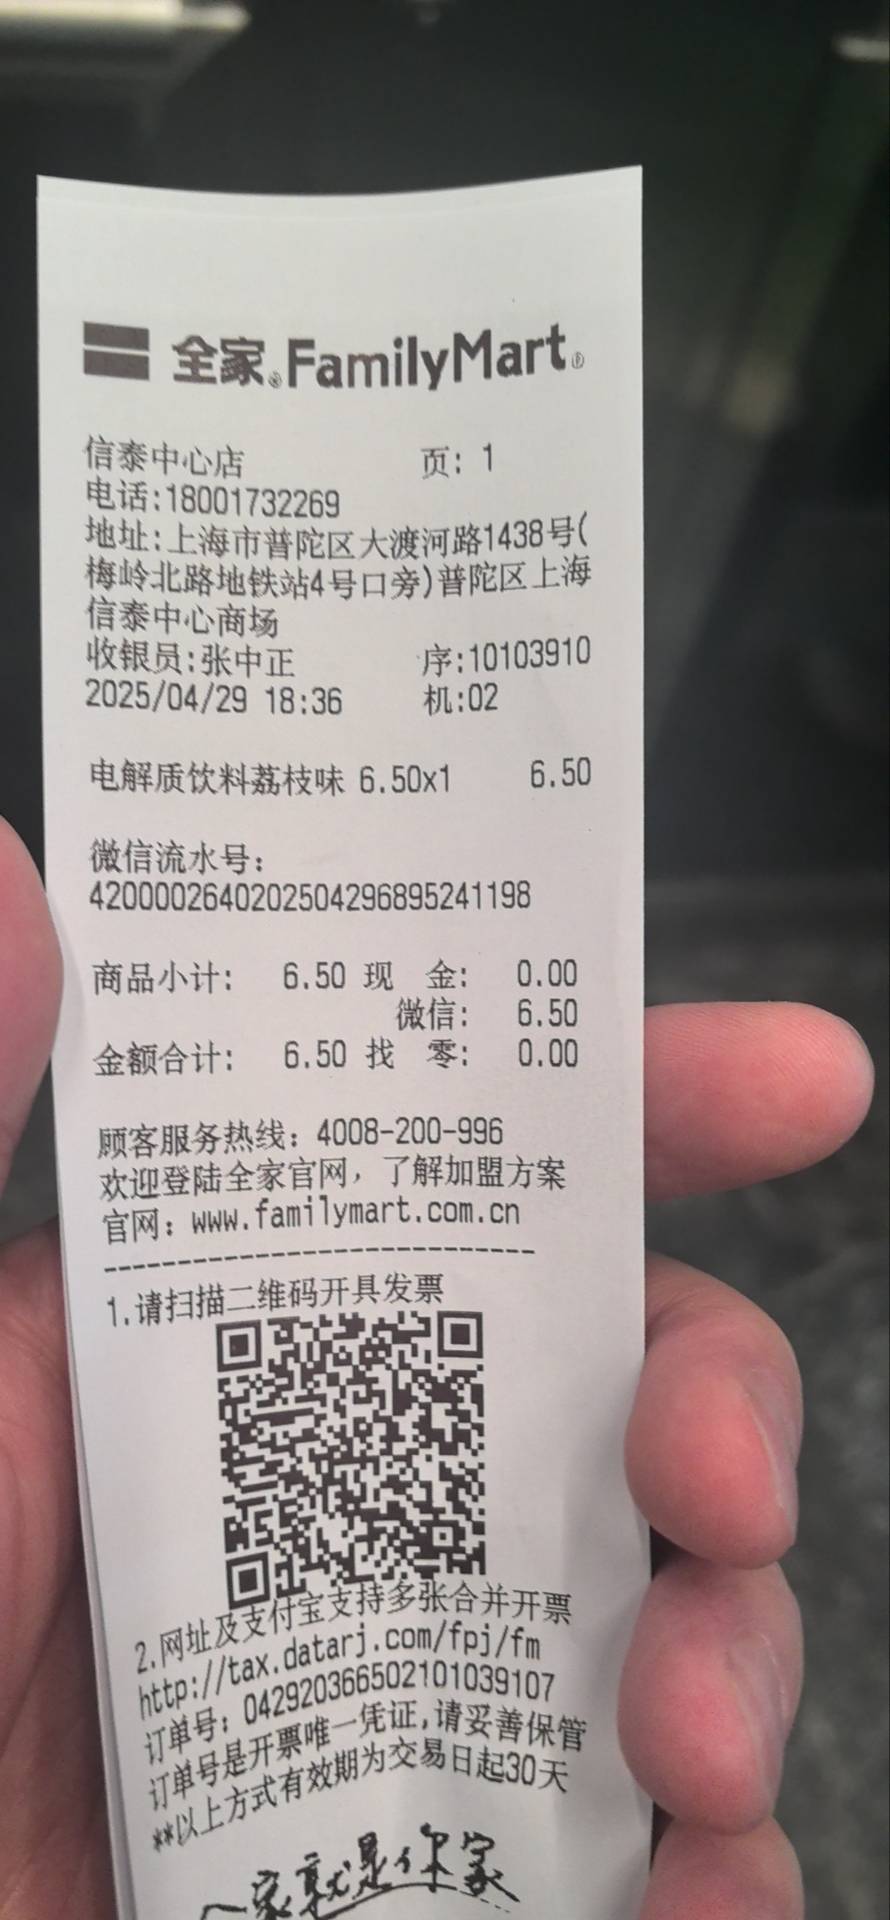 全家®FamilyMart®
信泰中心店 页: 1
电话:18001732269
地址:上海市普陀区大渡河路1438号(
梅岭北路地铁站4号口旁)普陀区上海
信泰中心商场
收银员:张中正 序:10103910
2025/04/29 18:36 机:02
电解质饮料荔枝味 6.50x1 6.50
微信流水号:
4200002640202504296895241198
商品小计: 6.50 现 金: 0.00
微信: 6.50
金额合计: 6.50 找 零: 0.00
顾客服务热线: 4008-200-996
欢迎登陆全家官网, 了解加盟方案
官网: www.familymart.com.cn
--------------------------------
1.请扫描二维码开具发票
2.网址及支付宝支持多张合并开票
http://tax.datarj.com/fpj/fm
订单号: 042920366502101039107
订单号是开票唯一凭证,请妥善保管
**以上方式有效期为交易日起30天
家就是你家